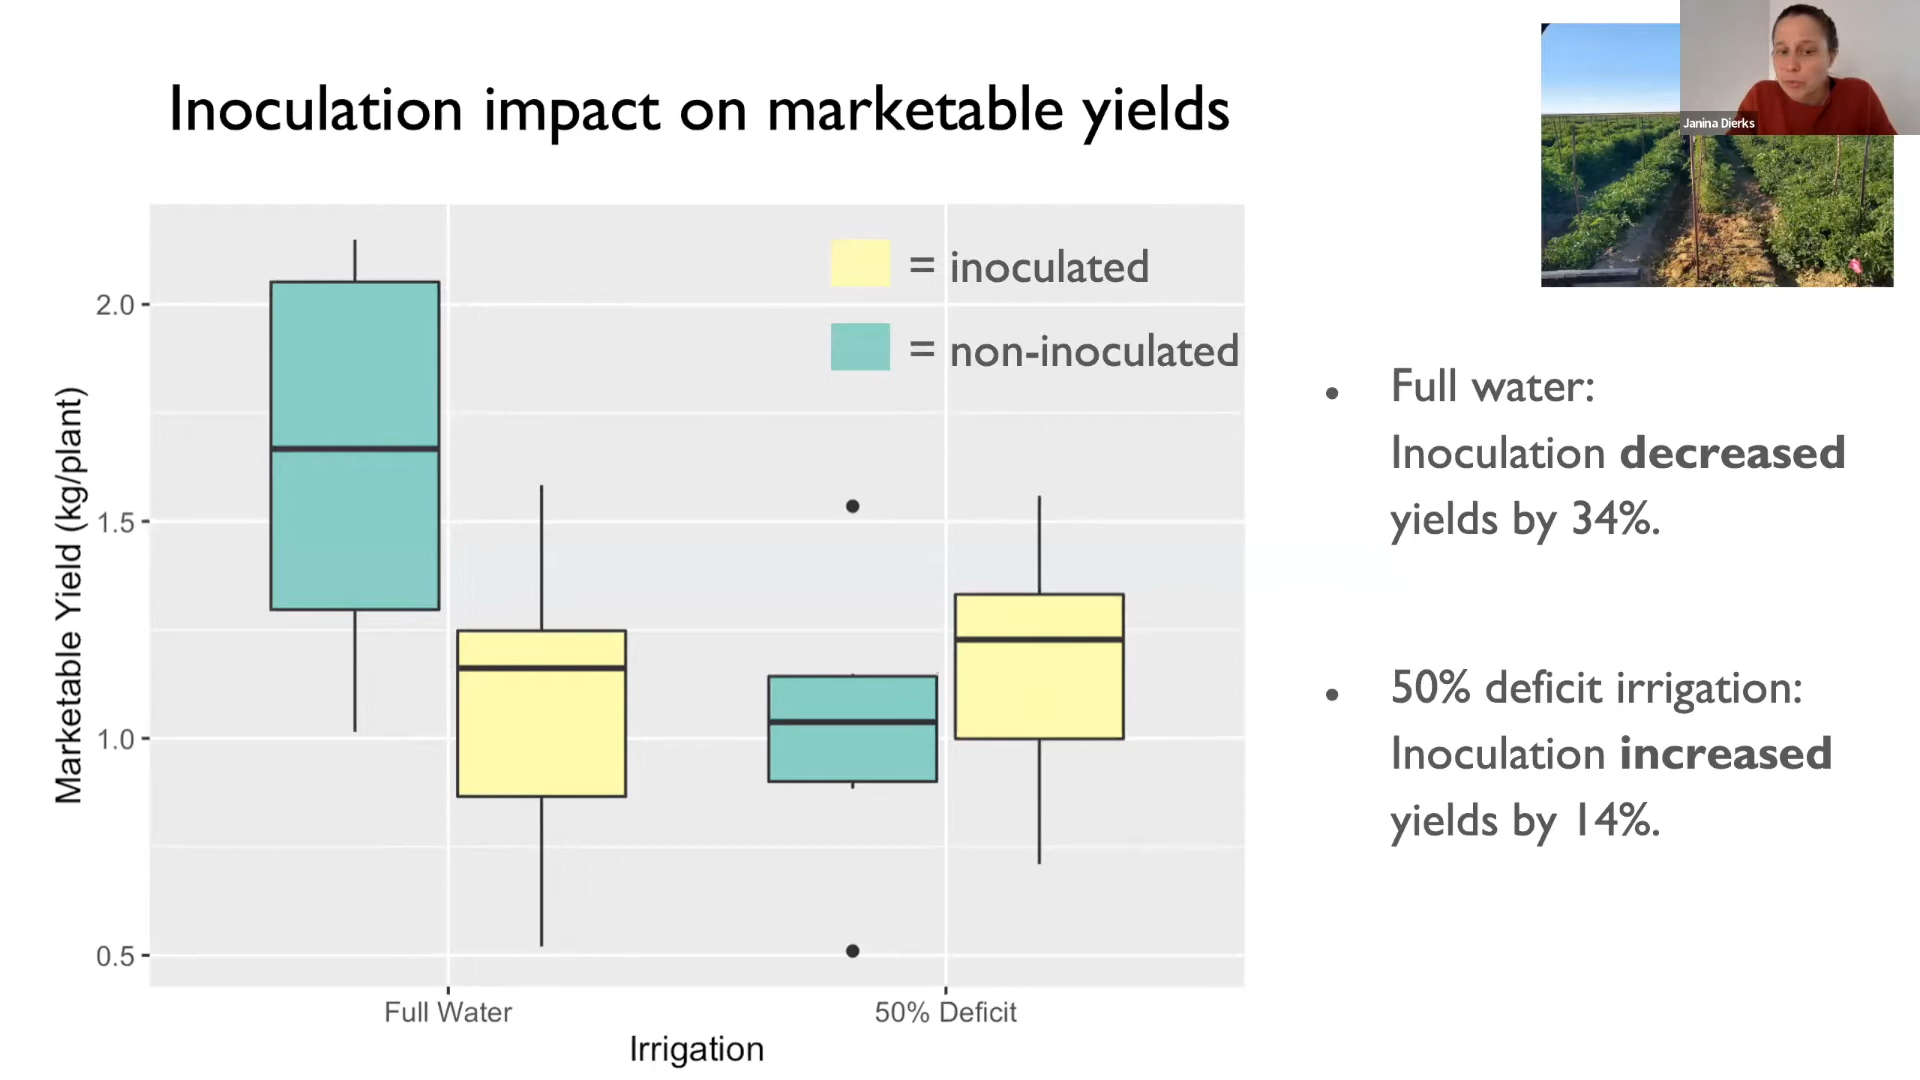 Inoculation impact on marketable yields
Janina Dierks
= inoculated
= non-inoculated
Marketable Yield (kg/plant)
2.0
1.5
1.0
0.5
Full Water
50% Deficit
Irrigation
• Full water:
Inoculation decreased
yields by 34%.
• 50% deficit irrigation:
Inoculation increased
yields by 14%.